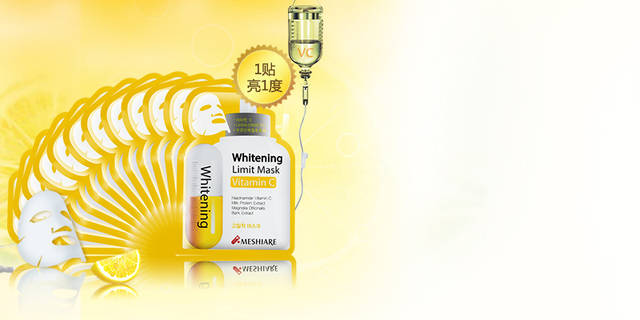 VC
1贴
亮1度
Whitening
Limit Mask
Vitamin C
Niacinamide Vitamin C
Milk Protein Extract
Magnolia Officinalis
Bark Extract
MESHIARE
Whitening